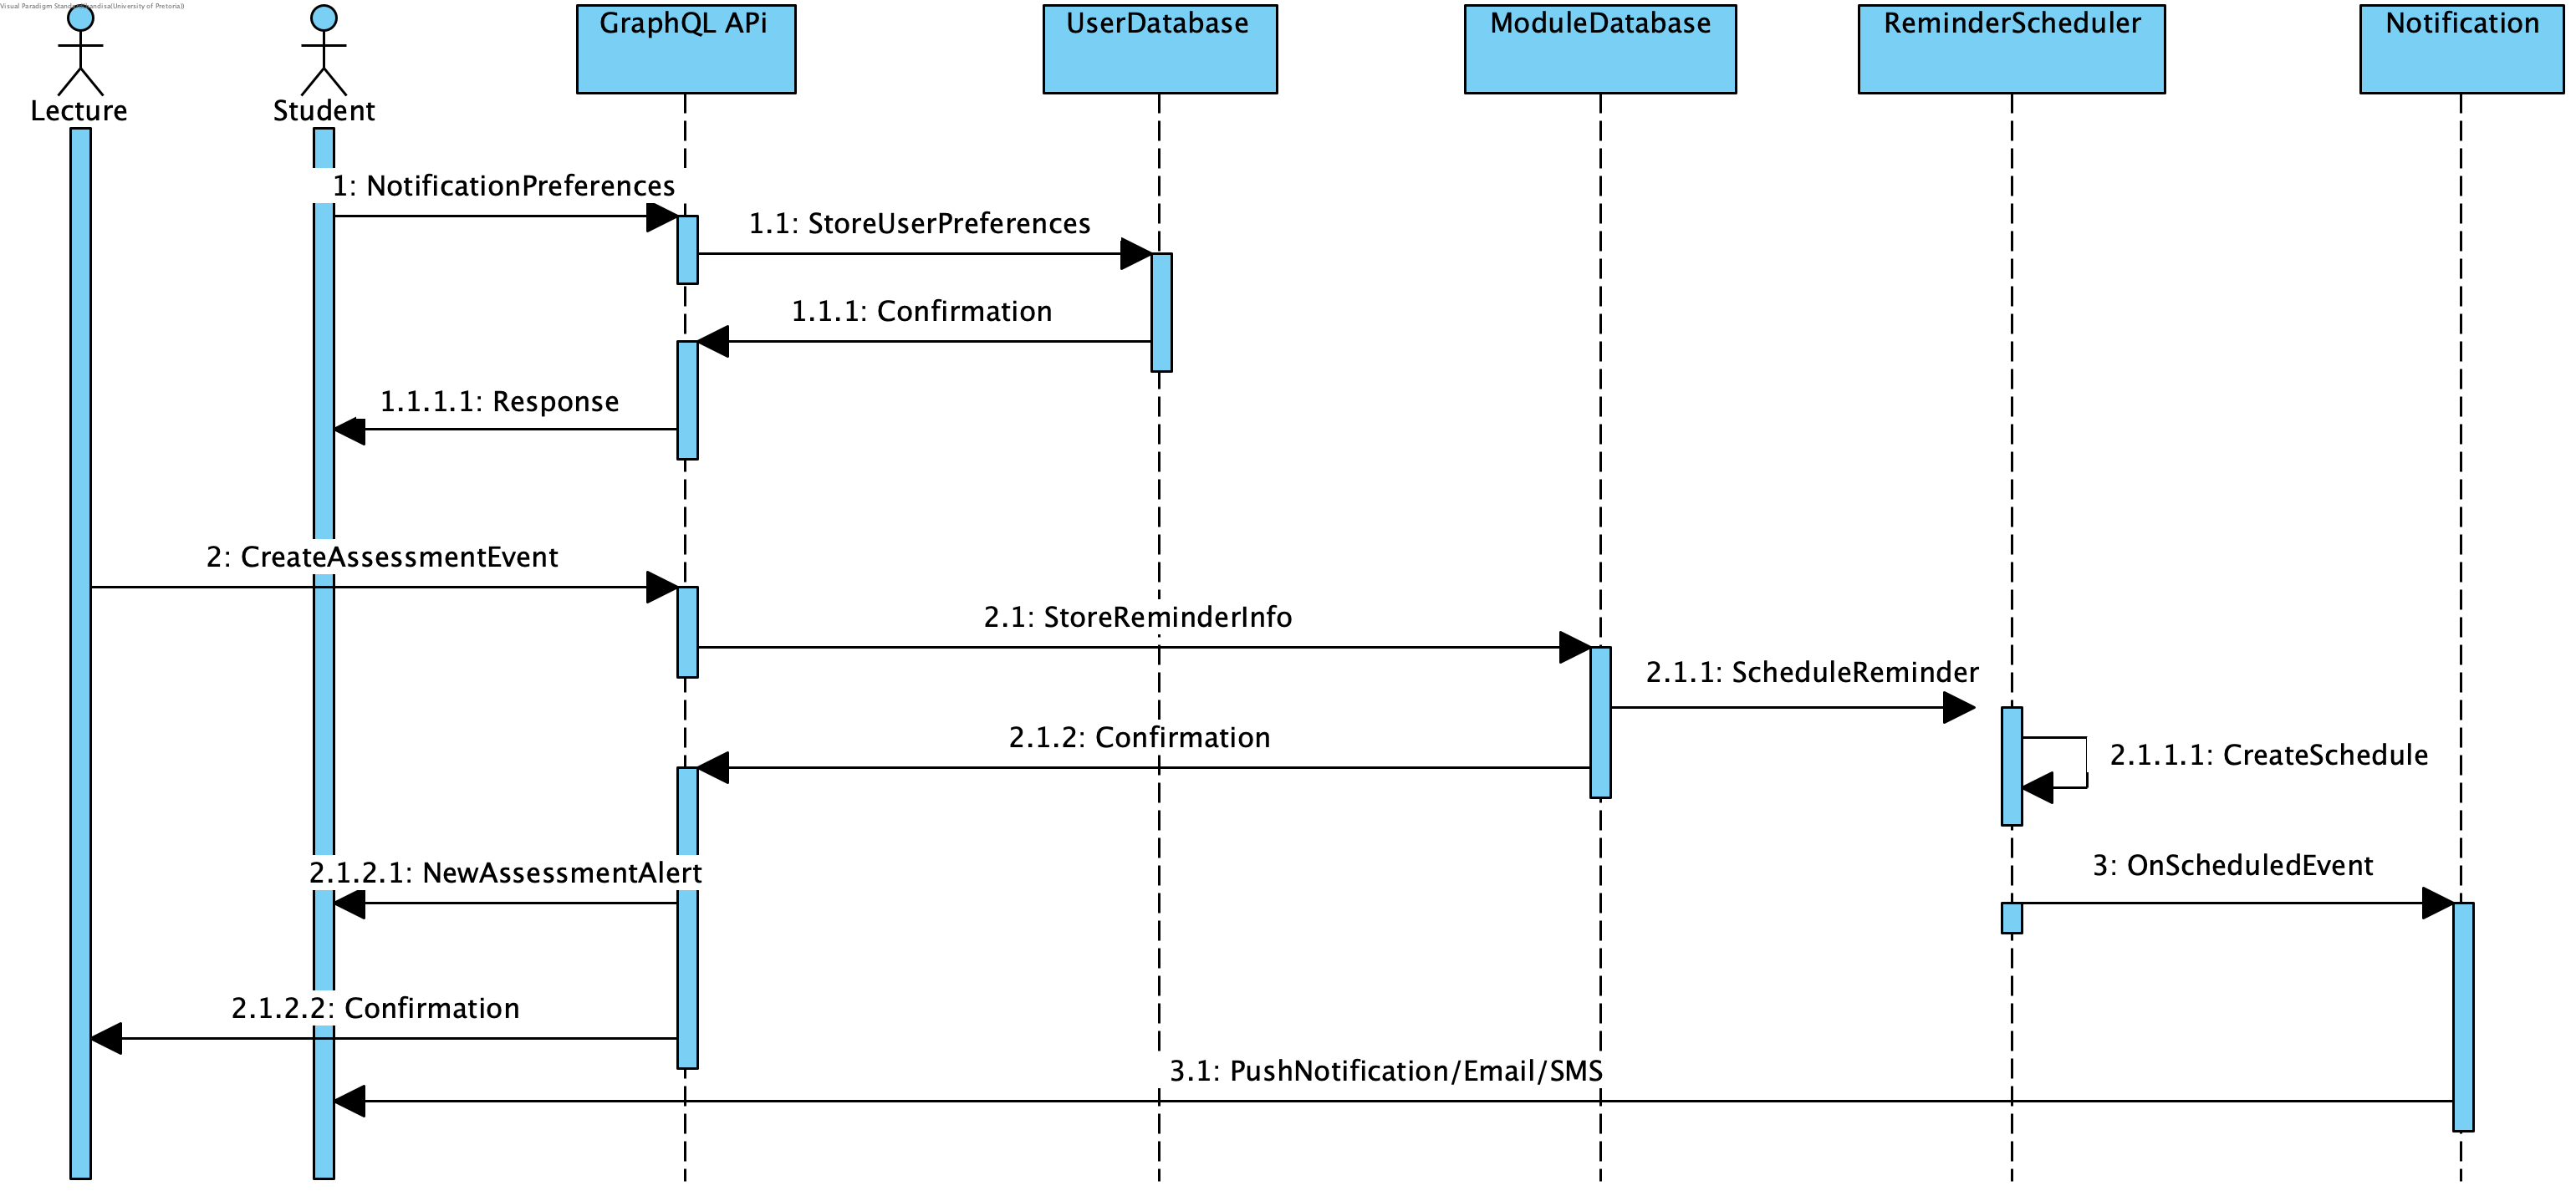 Visual Paradigm Standard(University of Pretoria)
Lecture
Student
GraphQL APi
UserDatabase
ModuleDatabase
ReminderScheduler
Notification
1: NotificationPreferences
1.1: StoreUserPreferences
1.1.1: Confirmation
1.1.1.1: Response
2: CreateAssessmentEvent
2.1: StoreReminderInfo
2.1.1: ScheduleReminder
2.1.2: Confirmation
2.1.1.1: CreateSchedule
2.1.2.1: NewAssessmentAlert
3: OnScheduledEvent
2.1.2.2: Confirmation
3.1: PushNotification/Email/SMS